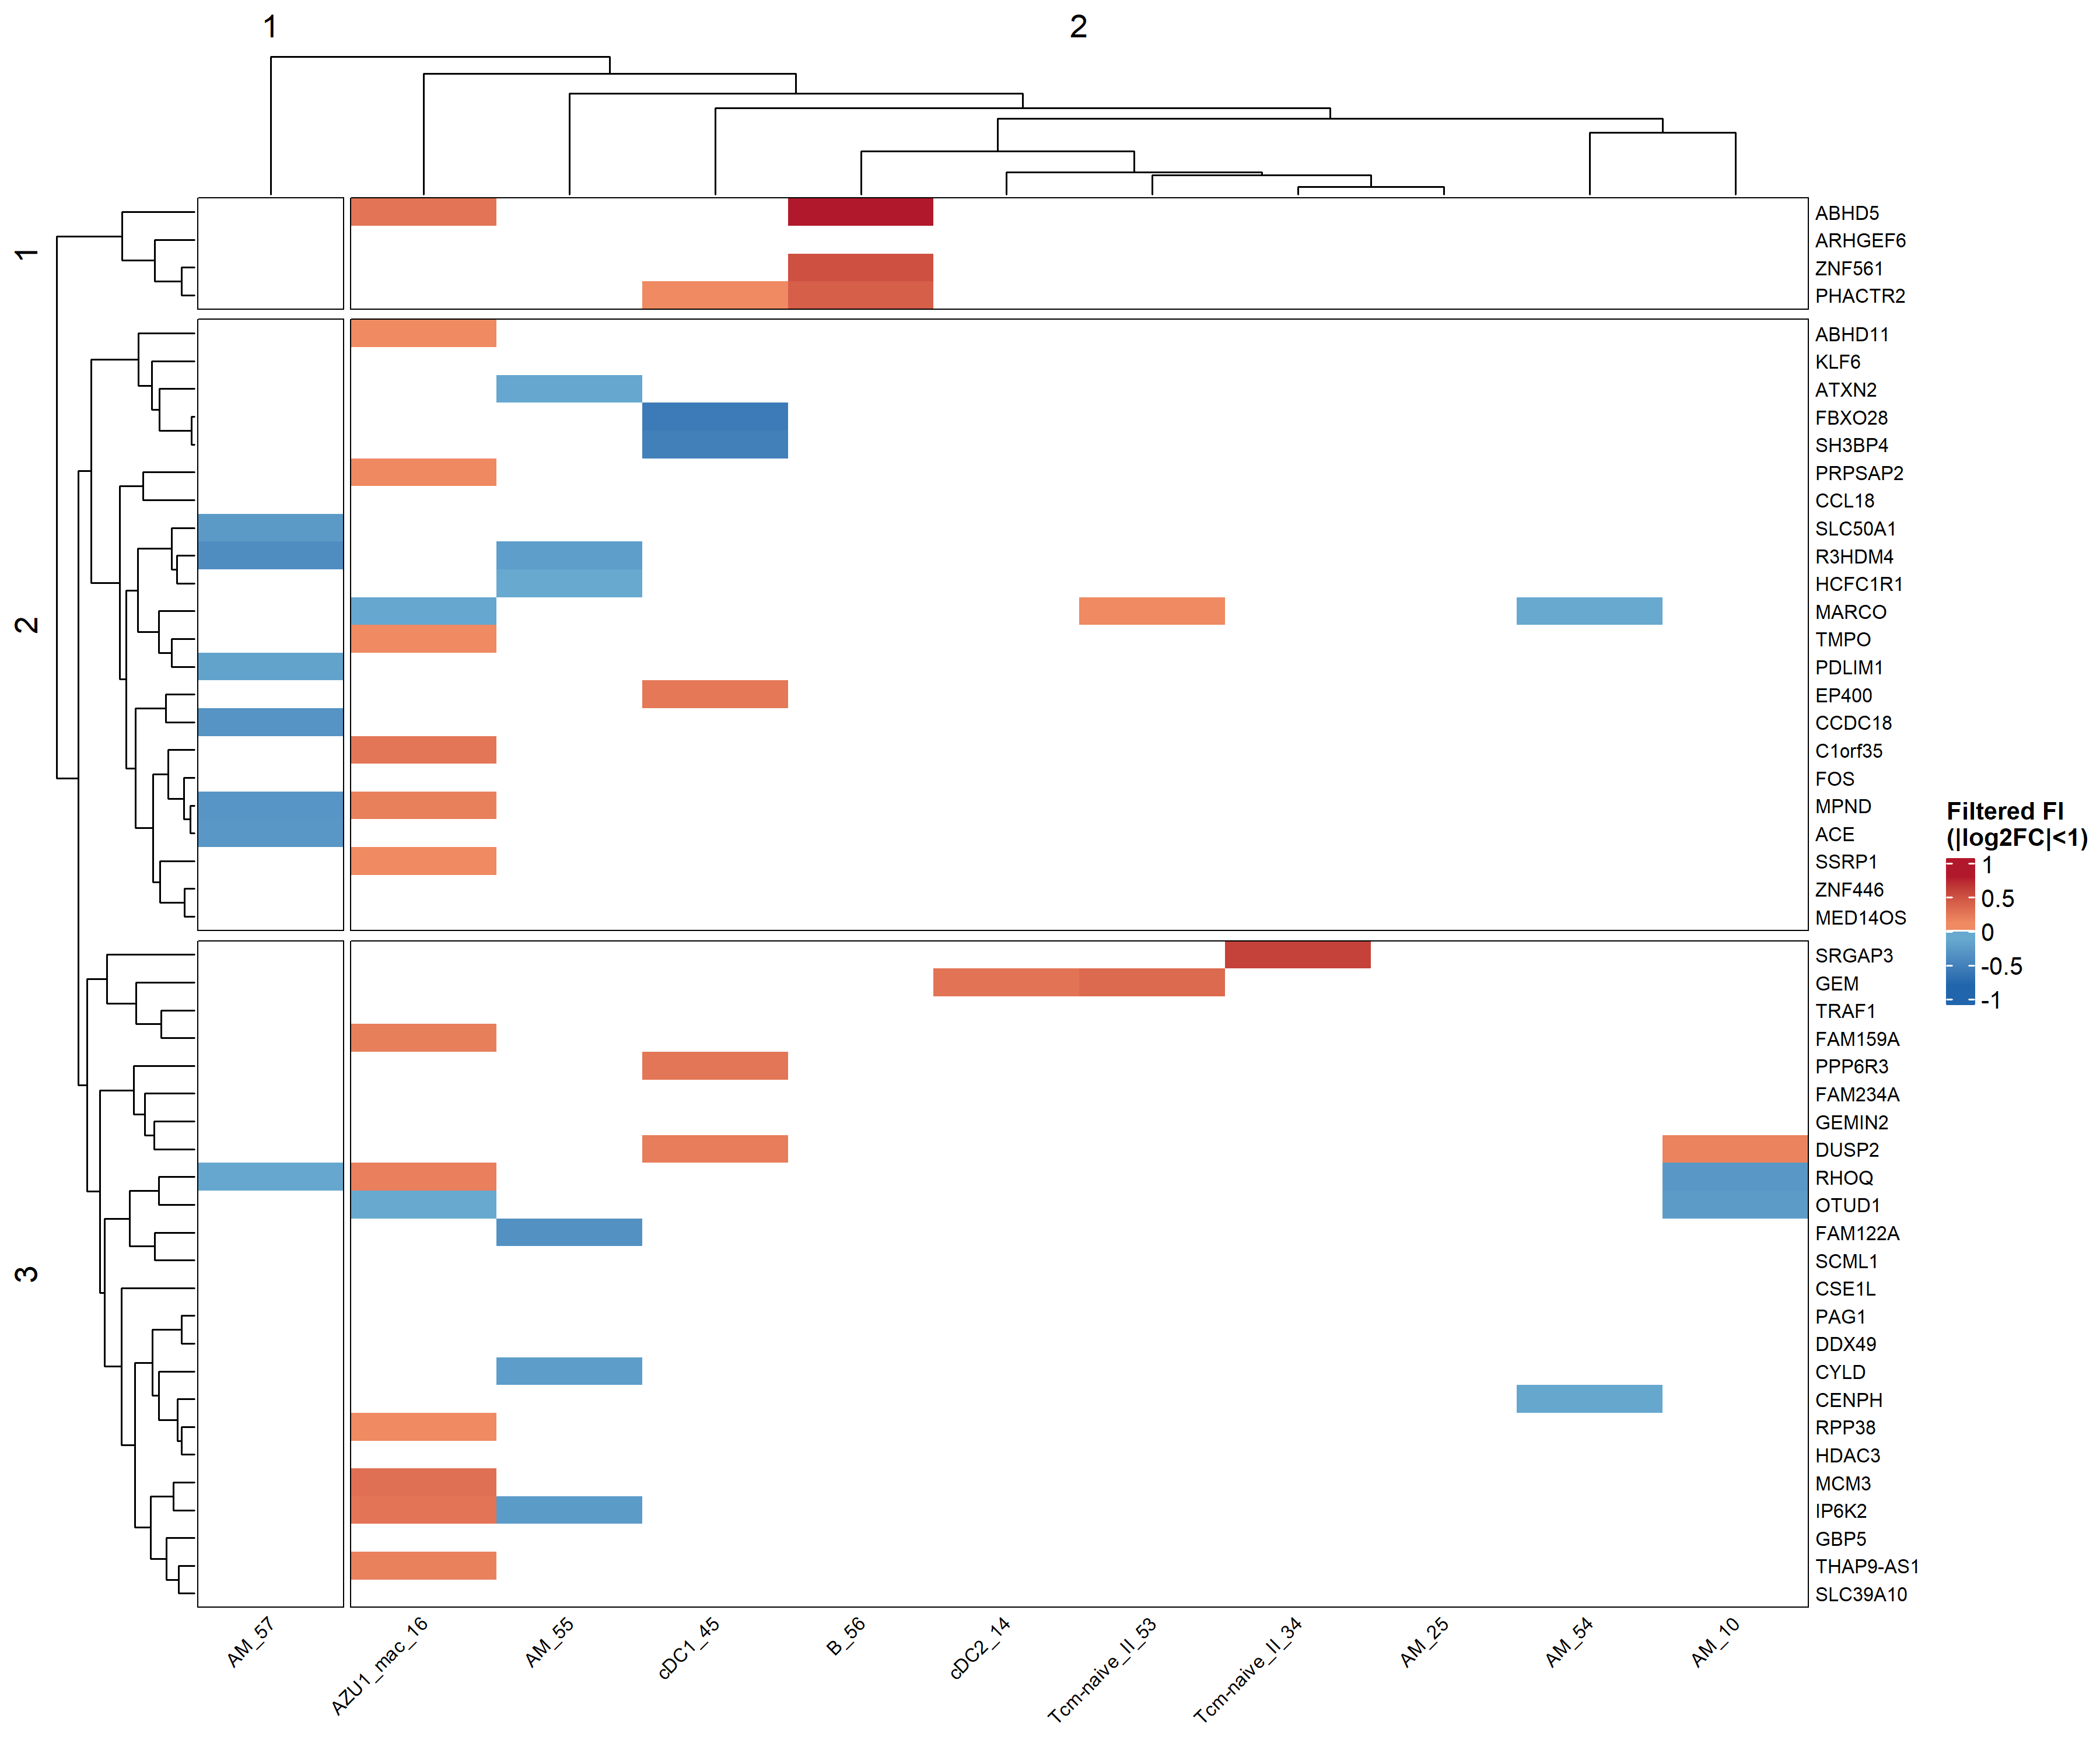 1
2
1
ABHD5
ARHGEF6
ZNF561
PHACTR2
2
ABHD11
KLF6
ATXN2
FBXO28
SH3BP4
PRPSAP2
CCL18
SLC50A1
R3HDM4
HCFC1R1
MARCO
TMPO
PDLIM1
EP400
CCDC18
C1orf35
FOS
MPND
ACE
SSRP1
ZNF446
MED14OS
3
SRGAP3
GEM
TRAF1
FAM159A
PPP6R3
FAM234A
GEMIN2
DUSP2
RHOQ
OTUD1
FAM122A
SCML1
CSE1L
PAG1
DDX49
CYLD
CENPH
RPP38
HDAC3
MCM3
IP6K2
GBP5
THAP9-AS1
SLC39A10
AM_57
AZU1_mac_16
AM_55
cDC1_45
B_56
cDC2_14
Tcm-naive_II_53
Tcm-naive_II_34
AM_25
AM_54
AM_10
Filtered FI
(|log2FC|<1)
1
0.5
0
-0.5
-1